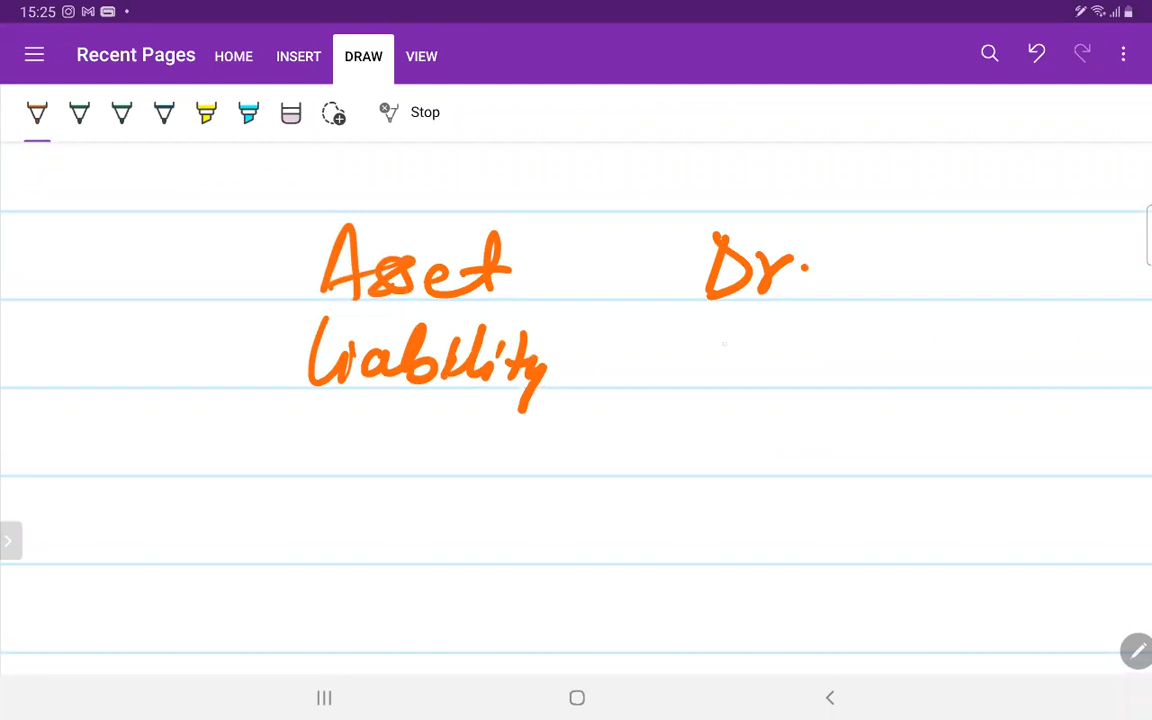 15:25
Recent Pages HOME INSERT DRAW VIEW
Stop
Asset Dr.
Liability